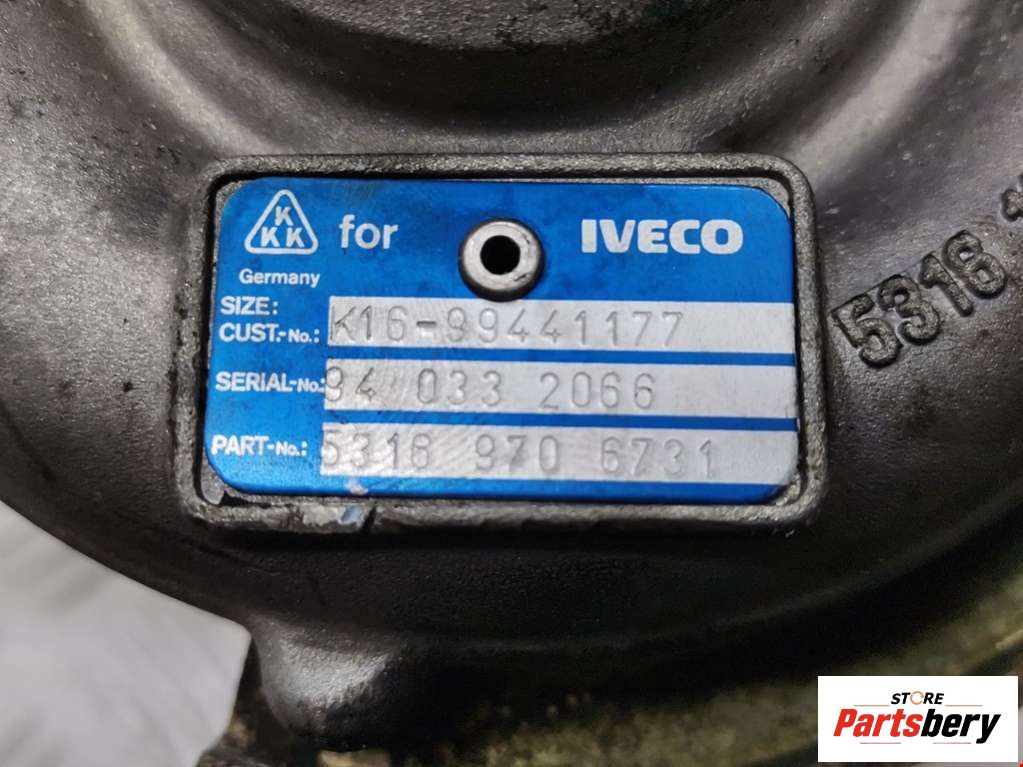 K
KK
for
IVECO
Germany
SIZE:
CUST.-No.:
K16-99441177
SERIAL-No.:
94 033 2066
PART-No.:
5316 970 6731
5316
STORE
Partsbery